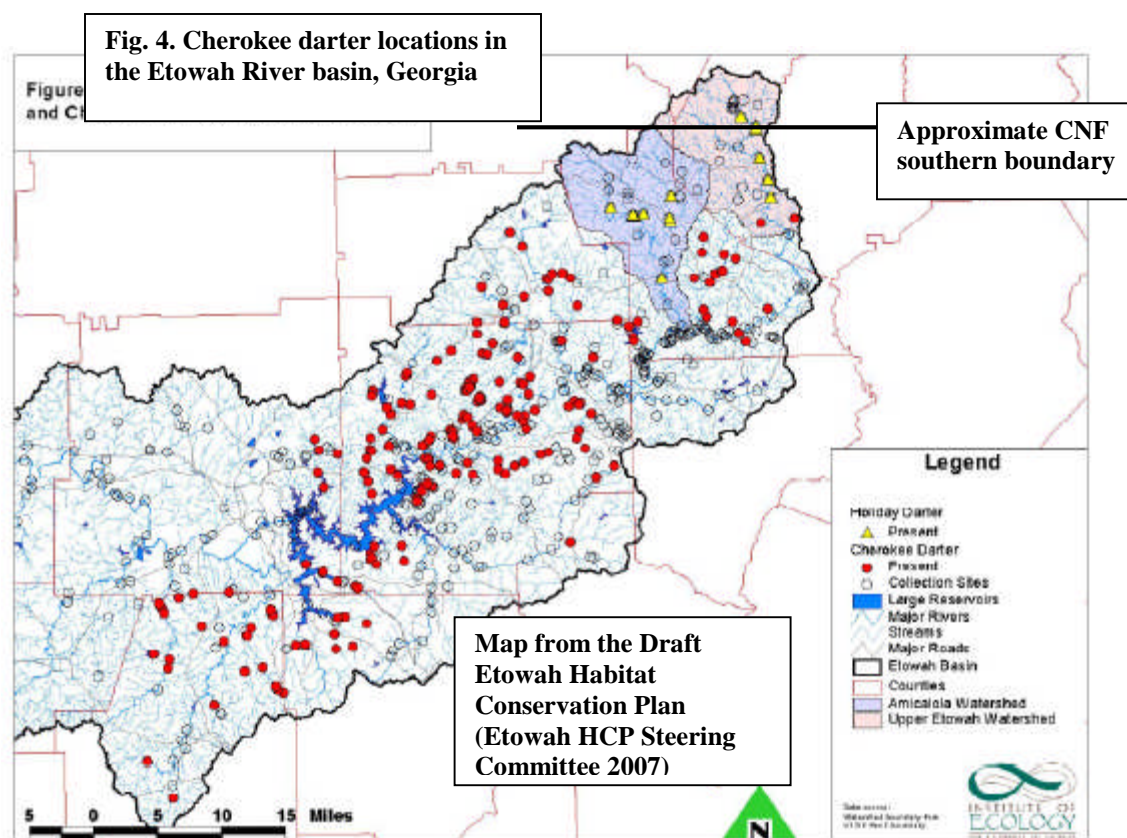 Fig. 4. Cherokee darter locations in
the Etowah River basin, Georgia
Figure
and Ch
Approximate CNF
southern boundary
Legend
Holiday Darter
Present
Cherokee Darter
Present
Collection Sites
Large Reservoirs
Major Rivers
Streams
Major Roads
Etowah Basin
Counties
Amicalola Watershed
Upper Etowah Watershed
Map from the Draft
Etowah Habitat
Conservation Plan
(Etowah HCP Steering
Committee 2007)
5 0 5 10 15 Miles
N
INSTITUTE OF
ECOLOGY